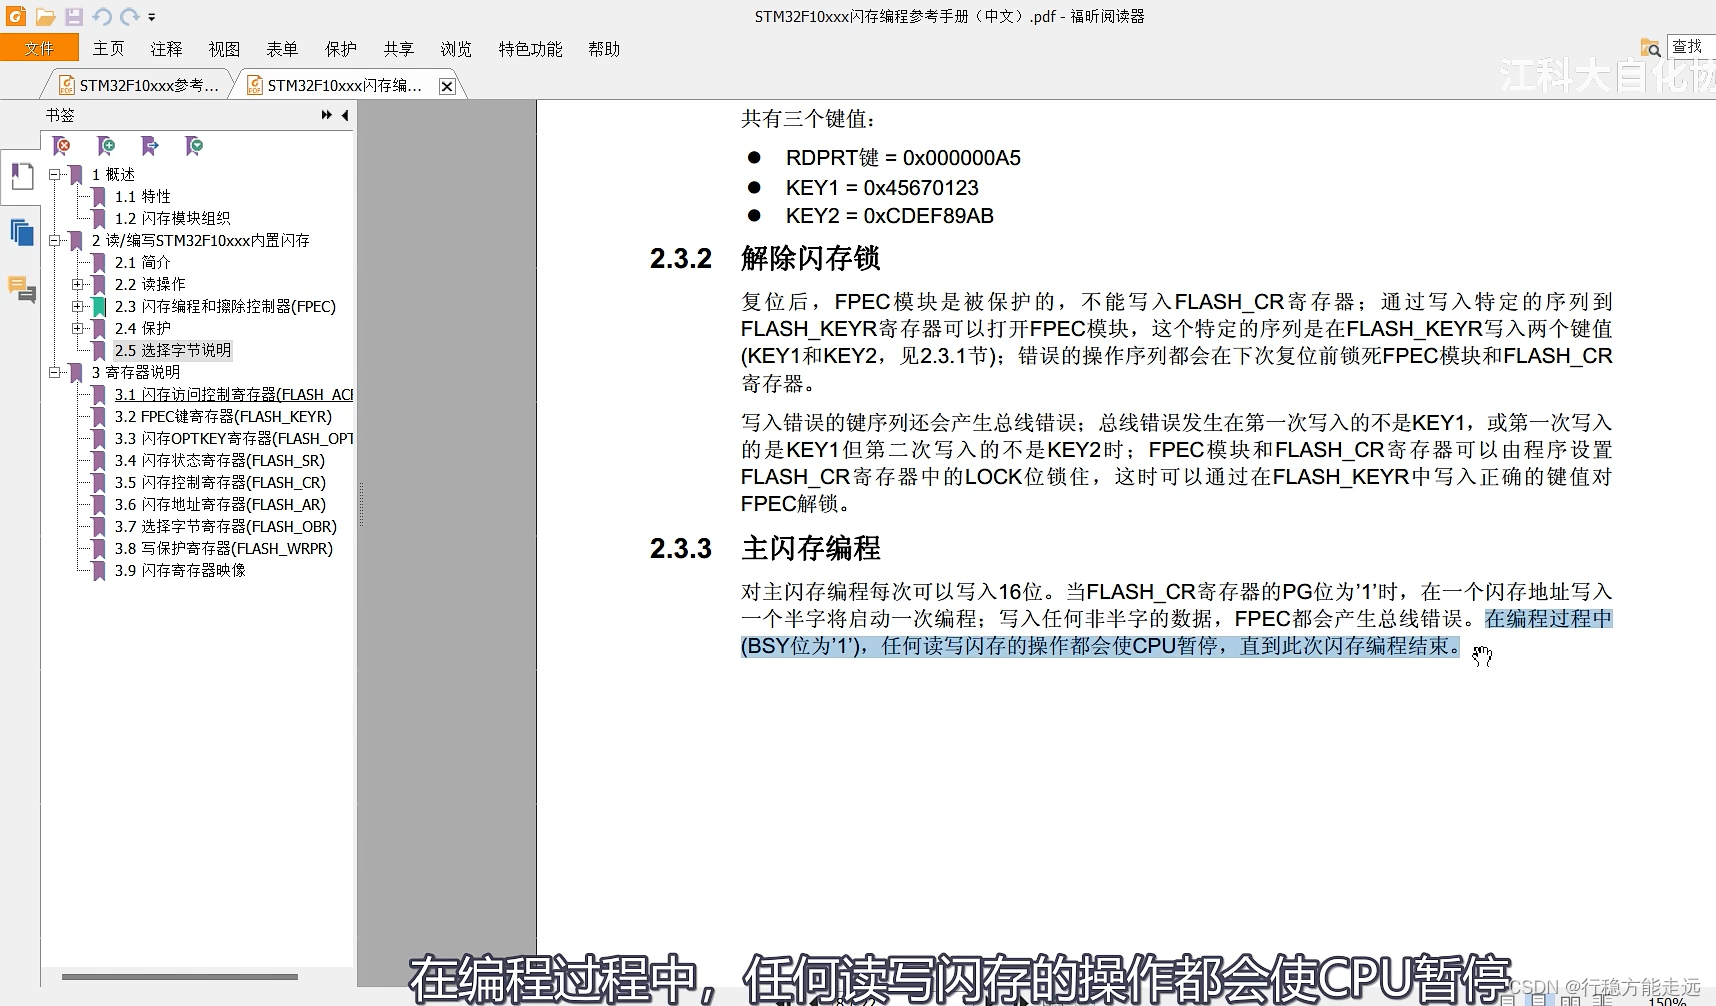 STM32F10xxx闪存编程参考手册（中文）.pdf - 福昕阅读器
文件 主页 注释 视图 表单 保护 共享 浏览 特色功能 帮助
查找
江科大自化协
STM32F10xxx参考... STM32F10xxx闪存编...
书签
1 概述
1.1 特性
1.2 闪存模块组织
2 读/编写STM32F10xxx内置闪存
2.1 简介
2.2 读操作
2.3 闪存编程和擦除控制器(FPEC)
2.4 保护
2.5 选择字节说明
3 寄存器说明
3.1 闪存访问控制寄存器(FLASH_ACR
3.2 FPEC键寄存器(FLASH_KEYR)
3.3 闪存OPTKEY寄存器(FLASH_OPT
3.4 闪存状态寄存器(FLASH_SR)
3.5 闪存控制寄存器(FLASH_CR)
3.6 闪存地址寄存器(FLASH_AR)
3.7 选择字节寄存器(FLASH_OBR)
3.8 写保护寄存器(FLASH_WRPR)
3.9 闪存寄存器映像
共有三个键值：
● RDPRT键 = 0x000000A5
● KEY1 = 0x45670123
● KEY2 = 0xCDEF89AB
2.3.2 解除闪存锁
复位后，FPEC模块是被保护的，不能写入FLASH_CR寄存器；通过写入特定的序列到
FLASH_KEYR寄存器可以打开FPEC模块，这个特定的序列是在FLASH_KEYR写入两个键值
(KEY1和KEY2，见2.3.1节)；错误的操作序列都会在下次复位前锁死FPEC模块和FLASH_CR
寄存器。
写入错误的键序列还会产生总线错误；总线错误发生在第一次写入的不是KEY1，或第一次写入
的是KEY1但第二次写入的不是KEY2时；FPEC模块和FLASH_CR寄存器可以由程序设置
FLASH_CR寄存器中的LOCK位锁住，这时可以通过在FLASH_KEYR中写入正确的键值对
FPEC解锁。
2.3.3 主闪存编程
对主闪存编程每次可以写入16位。当FLASH_CR寄存器的PG位为’1’时，在一个闪存地址写入
一个半字将启动一次编程；写入任何非半字的数据，FPEC都会产生总线错误。在编程过程中
(BSY位为’1’)，任何读写闪存的操作都会使CPU暂停，直到此次闪存编程结束。
在编程过程中，任何读写闪存的操作都会使CPU暂停
CSDN @行稳方能走远
150%